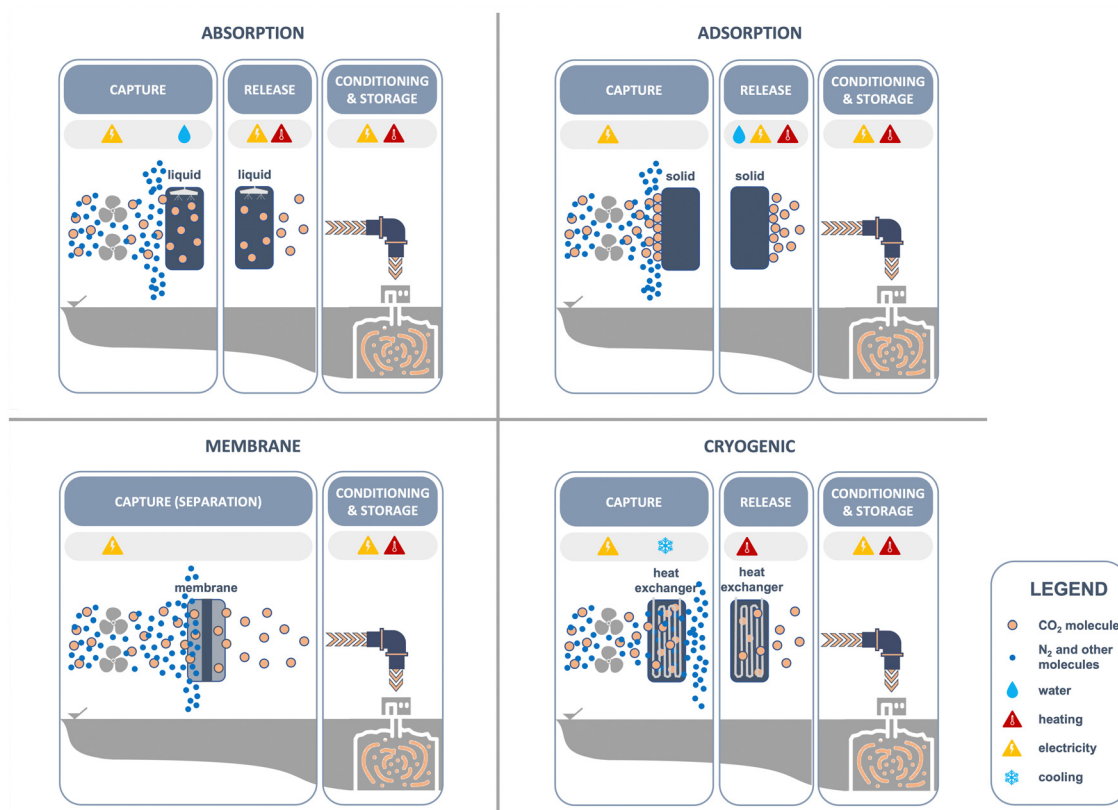 ABSORPTION
CAPTURE
RELEASE
CONDITIONING
& STORAGE
liquid
liquid
ADSORPTION
CAPTURE
RELEASE
CONDITIONING
& STORAGE
solid
solid
MEMBRANE
CAPTURE (SEPARATION)
CONDITIONING
& STORAGE
membrane
CRYOGENIC
CAPTURE
RELEASE
CONDITIONING
& STORAGE
heat
exchanger
heat
exchanger
LEGEND
CO₂ molecule
N₂ and other
molecules
water
heating
electricity
cooling